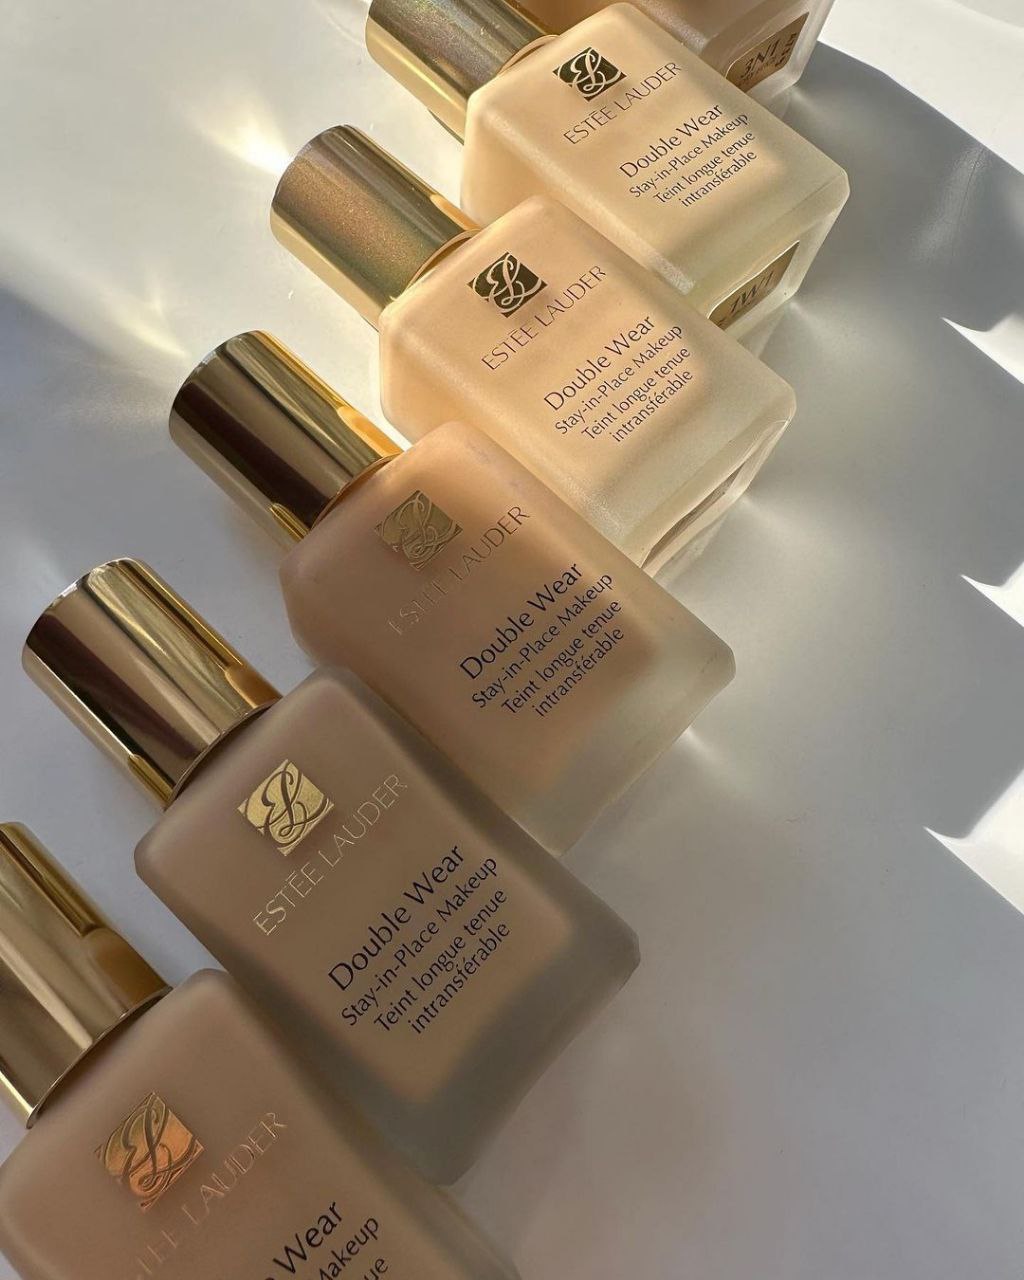 3N1
ESTĒE LAUDER
Double Wear
Stay-in-Place Makeup
Teint longue tenue
intransférable
1W1
ESTĒE LAUDER
Double Wear
Stay-in-Place Makeup
Teint longue tenue
intransférable
ESTĒE LAUDER
Double Wear
Stay-in-Place Makeup
Teint longue tenue
intransférable
ESTĒE LAUDER
Double Wear
Stay-in-Place Makeup
Teint longue tenue
intransférable
ESTĒE LAUDER
Wear